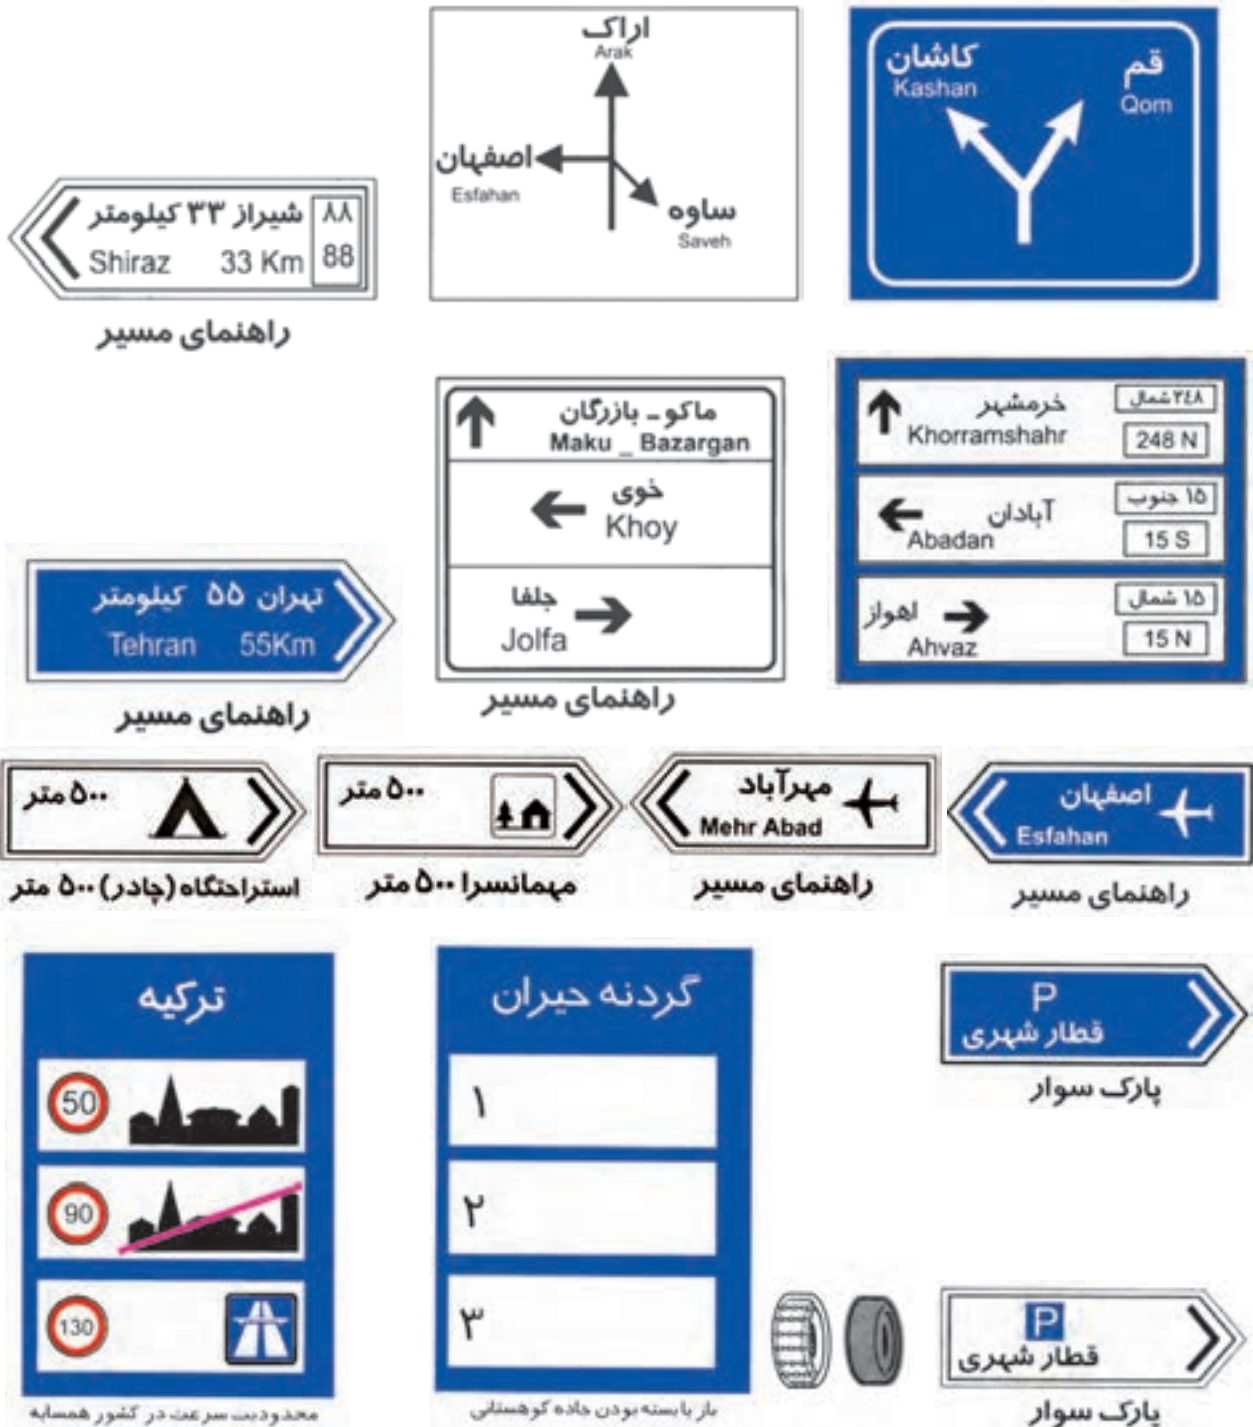 اراک
Arak
اصفهان
Esfahan
ساوه
Saveh
کاشان
Kashan
قم
Qom
شیراز ۳۳ کیلومتر ۸۸
Shiraz 33 Km 88
راهنمای مسیر
ماکو - بازرگان
Maku _ Bazargan
خوی
Khoy
جلفا
Jolfa
راهنمای مسیر
خرمشهر ۲۴۸ شمال
Khorramshahr 248 N
آبادان ۱۵ جنوب
Abadan 15 S
اهواز ۱۵ شمال
Ahvaz 15 N
تهران ۵۵ کیلومتر
Tehran 55Km
راهنمای مسیر
۵۰۰ متر
استراحتگاه (چادر) ۵۰۰ متر
۵۰۰ متر
مهمانسرا ۵۰۰ متر
مهرآباد
Mehr Abad
راهنمای مسیر
اصفهان
Esfahan
راهنمای مسیر
ترکیه
50
90
130
محدودیت سرعت در کشور همسایه
گردنه حیران
۱
۲
۳
باز یا بسته بودن جاده کوهستانی
P
قطار شهری
پارک سوار
P
قطار شهری
پارک سوار